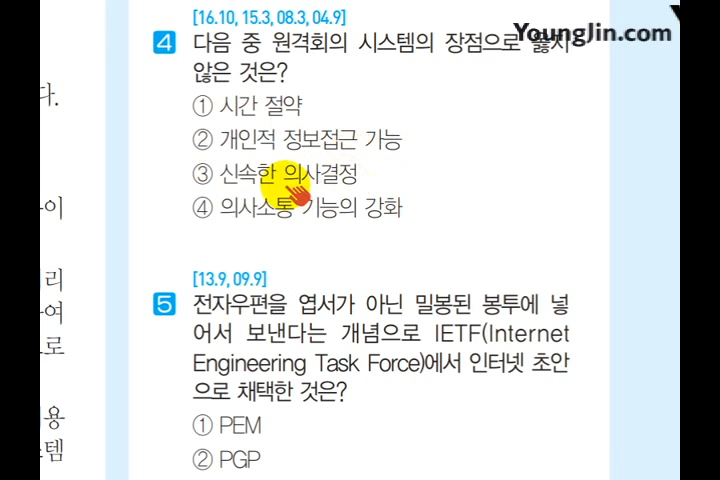 YoungJin.com
[16.10, 15.3, 08.3, 04.9]
4 다음 중 원격회의 시스템의 장점으로 옳지
않은 것은?
① 시간 절약
② 개인적 정보접근 가능
③ 신속한 의사결정
④ 의사소통 기능의 강화
[13.9, 09.9]
5 전자우편을 엽서가 아닌 밀봉된 봉투에 넣
어서 보낸다는 개념으로 IETF(Internet
Engineering Task Force)에서 인터넷 초안
으로 채택한 것은?
① PEM
② PGP
다.
이
리
여
로
용
템